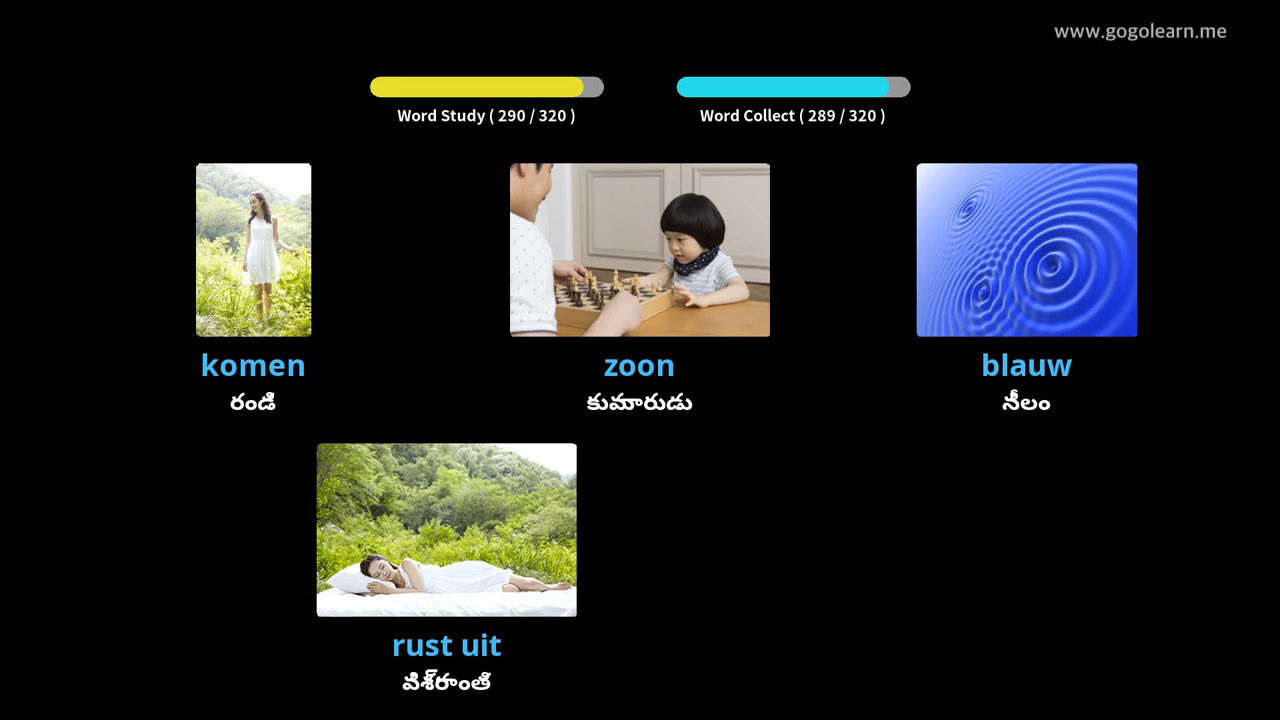 www.gogolearn.me
Word Study ( 290 / 320 )
Word Collect ( 289 / 320 )
komen
zoon
blauw
రండి
కుమారుడు
నీలం
rust uit
విశ్రాంతి